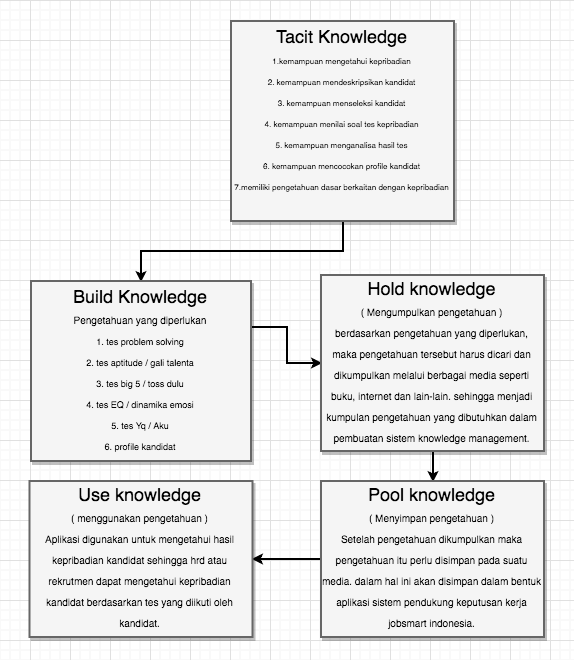 Tacit Knowledge
1.kemampuan mengetahui kepribadian
2. kemampuan mendeskripsikan kandidat
3. kemampuan menseleksi kandidat
4. kemampuan menilai soal tes kepribadian
5. kemampuan menganalisa hasil tes
6. kemampuan mencocokan profile kandidat
7.memiliki pengetahuan dasar berkaitan dengan kepribadian
Build Knowledge
Pengetahuan yang diperlukan
1. tes problem solving
2. tes aptitude / gali talenta
3. tes big 5 / toss dulu
4. tes EQ / dinamika emosi
5. tes Yq / Aku
6. profile kandidat
Hold knowledge
( Mengumpulkan pengetahuan )
berdasarkan pengetahuan yang diperlukan,
maka pengetahuan tersebut harus dicari dan
dikumpulkan melalui berbagai media seperti
buku, internet dan lain-lain. sehingga menjadi
kumpulan pengetahuan yang dibutuhkan dalam
pembuatan sistem knowledge management.
Pool knowledge
( Menyimpan pengetahuan )
Setelah pengetahuan dikumpulkan maka
pengetahuan itu perlu disimpan pada suatu
media. dalam hal ini akan disimpan dalam bentuk
aplikasi sistem pendukung keputusan kerja
jobsmart indonesia.
Use knowledge
( menggunakan pengetahuan )
Aplikasi digunakan untuk mengetahui hasil
kepribadian kandidat sehingga hrd atau
rekrutmen dapat mengetahui kepribadian
kandidat berdasarkan tes yang diikuti oleh
kandidat.